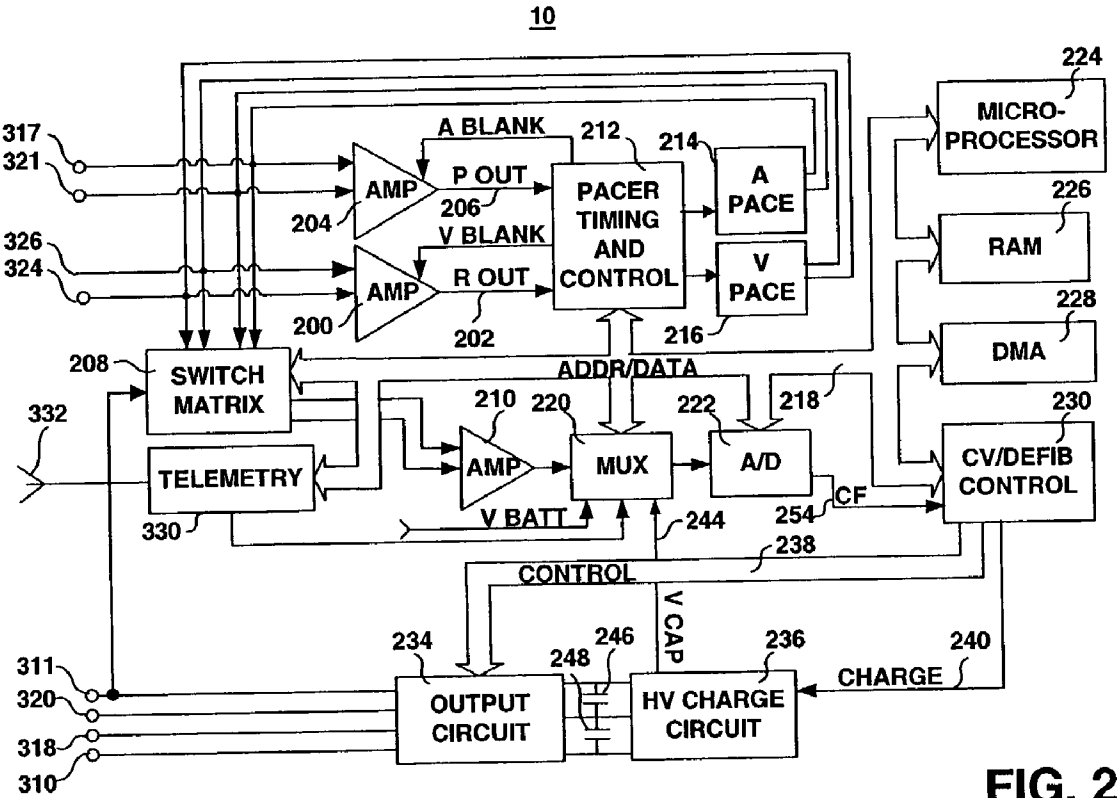 10
224
MICRO-
PROCESSOR
317
321
A BLANK
212
214
AMP
P OUT
204
206
PACER
TIMING
AND
CONTROL
A
PACE
226
RAM
326
324
V BLANK
AMP
R OUT
200
202
V
PACE
216
228
DMA
208
SWITCH
MATRIX
ADDR/DATA
218
332
210
220
222
230
TELEMETRY
AMP
MUX
A/D
CV/DEFIB
CONTROL
330
V BATT
244
254
CF
238
CONTROL
V CAP
234
246
248
236
240
311
320
318
310
OUTPUT
CIRCUIT
HV CHARGE
CIRCUIT
CHARGE
FIG. 2